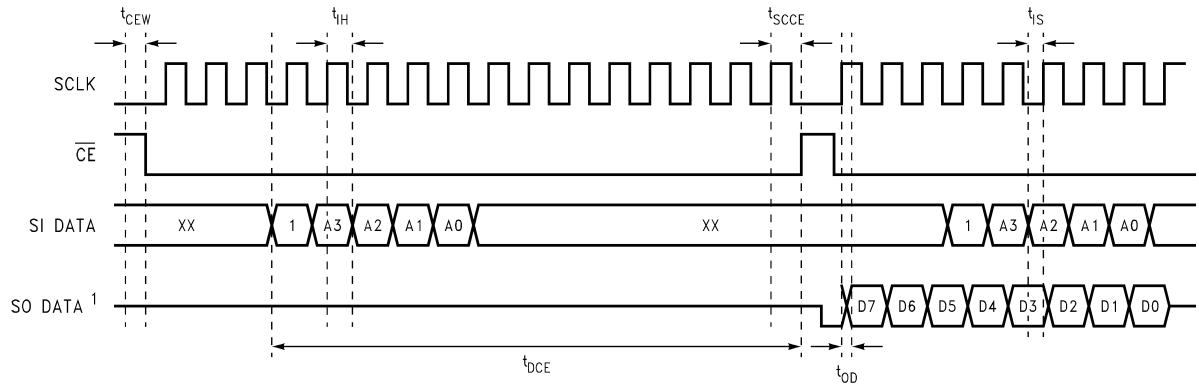 tCEW tIH tSCCE tIS
SCLK
CE
SI DATA XX 1 A3 A2 A1 A0 XX 1 A3 A2 A1 A0
SO DATA 1 D7 D6 D5 D4 D3 D2 D1 D0
tDCE tOD